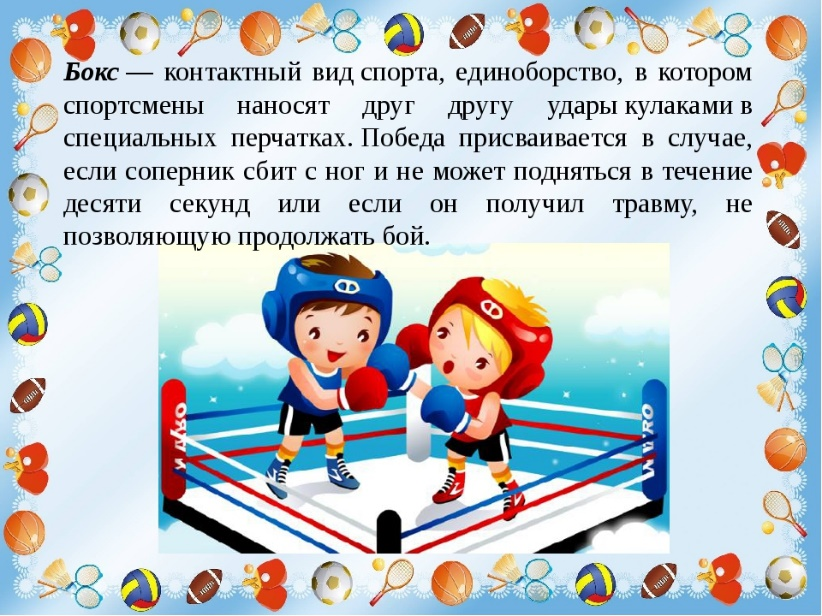 Бокс — контактный вид спорта, единоборство, в котором
спортсмены наносят друг другу удары кулаками в
специальных перчатках. Победа присваивается в случае,
если соперник сбит с ног и не может подняться в течение
десяти секунд или если он получил травму, не
позволяющую продолжать бой.